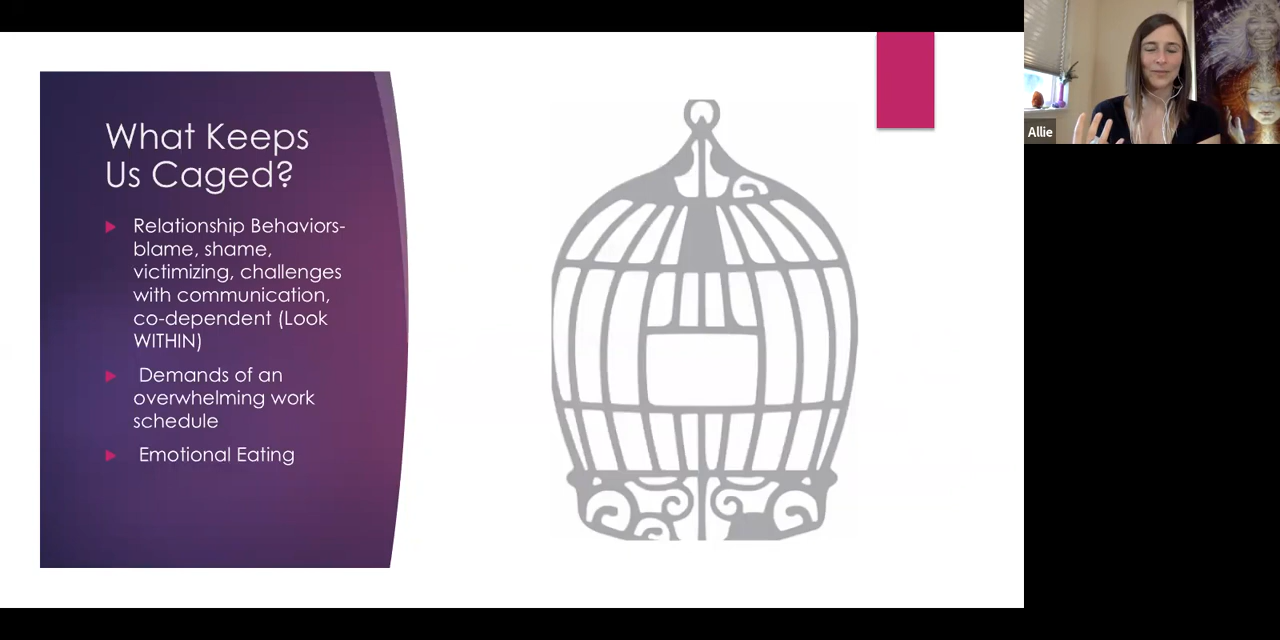 What Keeps
Us Caged?
Relationship Behaviors-
blame, shame,
victimizing, challenges
with communication,
co-dependent (Look
WITHIN)
Demands of an
overwhelming work
schedule
Emotional Eating
Allie